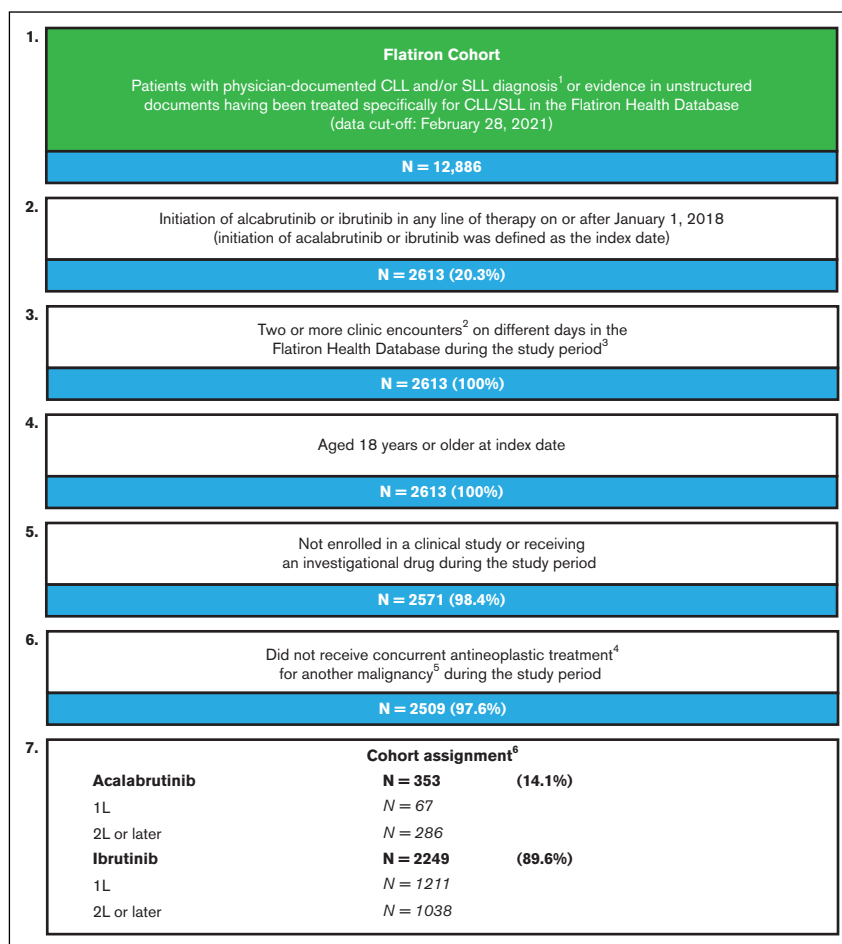 1.
Flatiron Cohort
Patients with physician-documented CLL and/or SLL diagnosis1 or evidence in unstructured
documents having been treated specifically for CLL/SLL in the Flatiron Health Database
(data cut-off: February 28, 2021)
N = 12,886
2.
Initiation of alcabrutinib or ibrutinib in any line of therapy on or after January 1, 2018
(initiation of acalabrutinib or ibrutinib was defined as the index date)
N = 2613 (20.3%)
3.
Two or more clinic encounters2 on different days in the
Flatiron Health Database during the study period3
N = 2613 (100%)
4.
Aged 18 years or older at index date
N = 2613 (100%)
5.
Not enrolled in a clinical study or receiving
an investigational drug during the study period
N = 2571 (98.4%)
6.
Did not receive concurrent antineoplastic treatment4
for another malignancy5 during the study period
N = 2509 (97.6%)
7.
Cohort assignment6
Acalabrutinib N = 353 (14.1%)
1L N = 67
2L or later N = 286
Ibrutinib N = 2249 (89.6%)
1L N = 1211
2L or later N = 1038